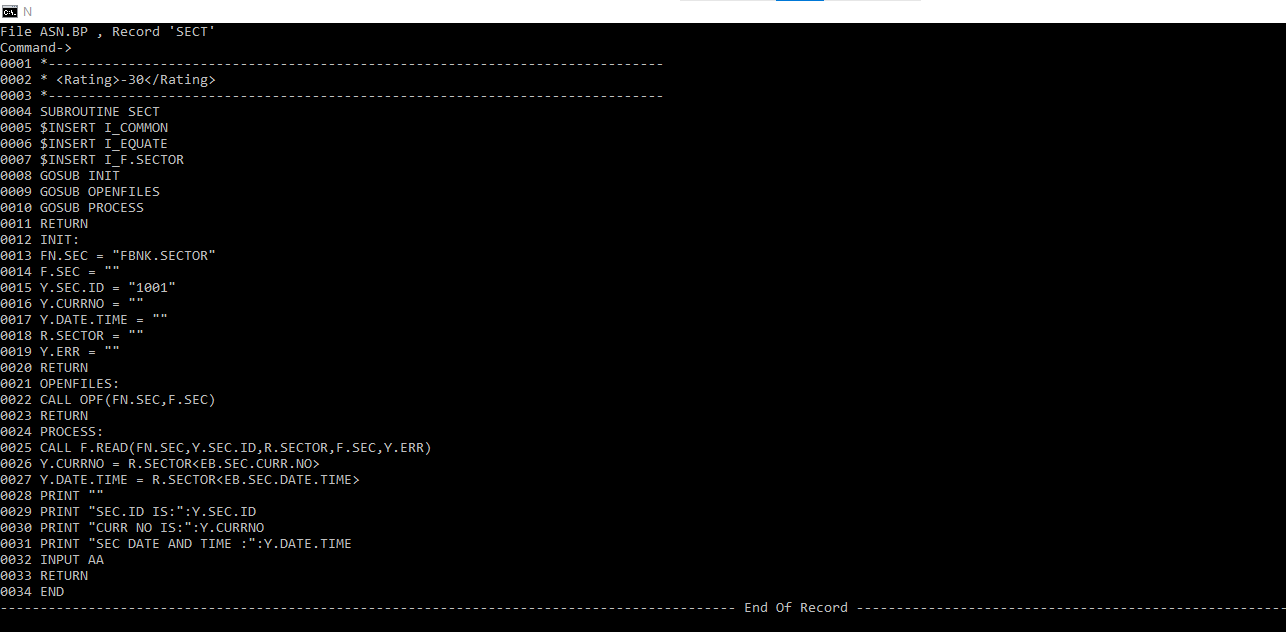 N
File ASN.BP , Record 'SECT'
Command->
0001 *-----------------------------------------------------------------------------
0002 * <Rating>-30</Rating>
0003 *-----------------------------------------------------------------------------
0004 SUBROUTINE SECT
0005 $INSERT I_COMMON
0006 $INSERT I_EQUATE
0007 $INSERT I_F.SECTOR
0008 GOSUB INIT
0009 GOSUB OPENFILES
0010 GOSUB PROCESS
0011 RETURN
0012 INIT:
0013 FN.SEC = "FBNK.SECTOR"
0014 F.SEC = ""
0015 Y.SEC.ID = "1001"
0016 Y.CURRNO = ""
0017 Y.DATE.TIME = ""
0018 R.SECTOR = ""
0019 Y.ERR = ""
0020 RETURN
0021 OPENFILES:
0022 CALL OPF(FN.SEC,F.SEC)
0023 RETURN
0024 PROCESS:
0025 CALL F.READ(FN.SEC,Y.SEC.ID,R.SECTOR,F.SEC,Y.ERR)
0026 Y.CURRNO = R.SECTOR<EB.SEC.CURR.NO>
0027 Y.DATE.TIME = R.SECTOR<EB.SEC.DATE.TIME>
0028 PRINT ""
0029 PRINT "SEC.ID IS:":Y.SEC.ID
0030 PRINT "CURR NO IS:":Y.CURRNO
0031 PRINT "SEC DATE AND TIME :":Y.DATE.TIME
0032 INPUT AA
0033 RETURN
0034 END
-------------------------------------------------------------------------------------------- End Of Record ------------------------------------------------------